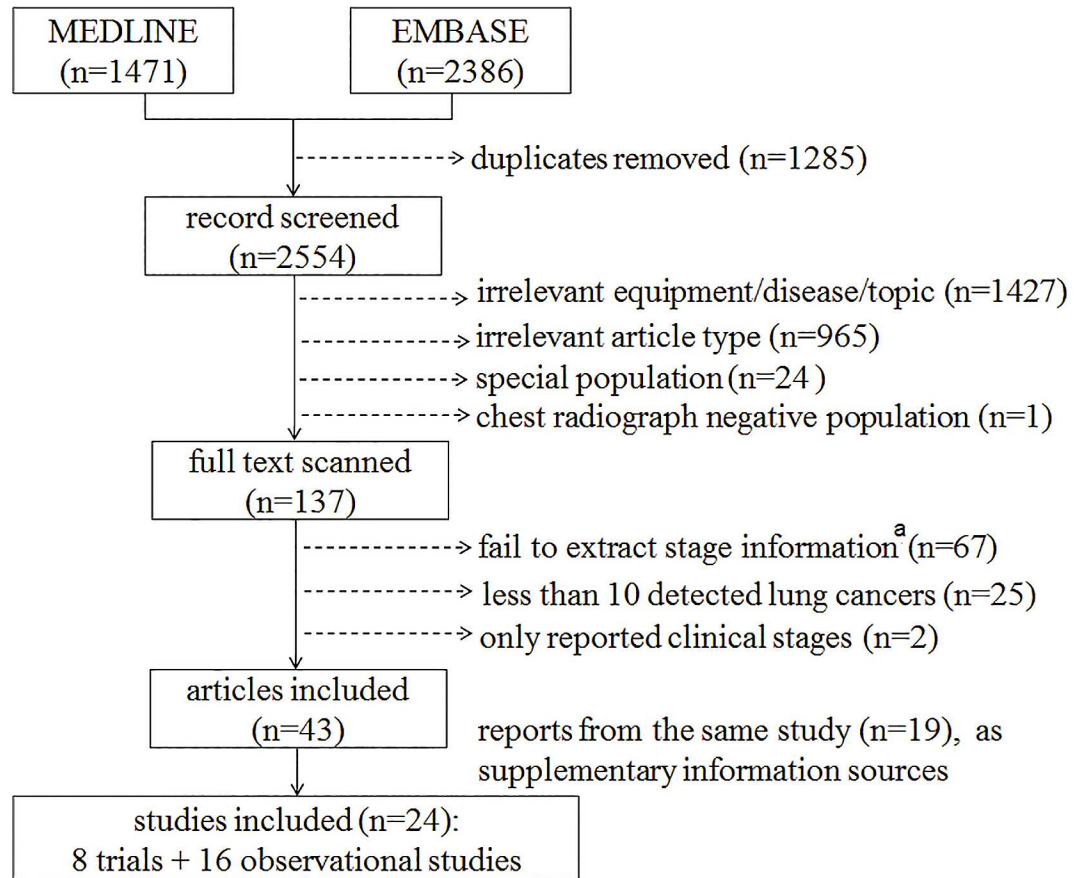 MEDLINE
(n=1471)
EMBASE
(n=2386)
duplicates removed (n=1285)
record screened
(n=2554)
irrelevant equipment/disease/topic (n=1427)
irrelevant article type (n=965)
special population (n=24 )
chest radiograph negative population (n=1)
full text scanned
(n=137)
fail to extract stage informationᵃ (n=67)
less than 10 detected lung cancers (n=25)
only reported clinical stages (n=2)
articles included
(n=43)
reports from the same study (n=19), as
supplementary information sources
studies included (n=24):
8 trials + 16 observational studies